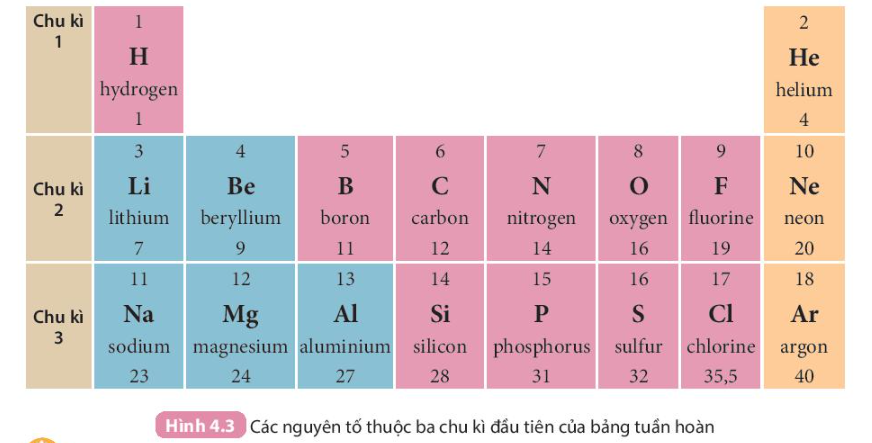 Chu kì 1
1
H
hydrogen
1
2
He
helium
4
Chu kì 2
3
Li
lithium
7
4
Be
beryllium
9
5
B
boron
11
6
C
carbon
12
7
N
nitrogen
14
8
O
oxygen
16
9
F
fluorine
19
10
Ne
neon
20
Chu kì 3
11
Na
sodium
23
12
Mg
magnesium
24
13
Al
aluminium
27
14
Si
silicon
28
15
P
phosphorus
31
16
S
sulfur
32
17
Cl
chlorine
35,5
18
Ar
argon
40
Hình 4.3 Các nguyên tố thuộc ba chu kì đầu tiên của bảng tuần hoàn